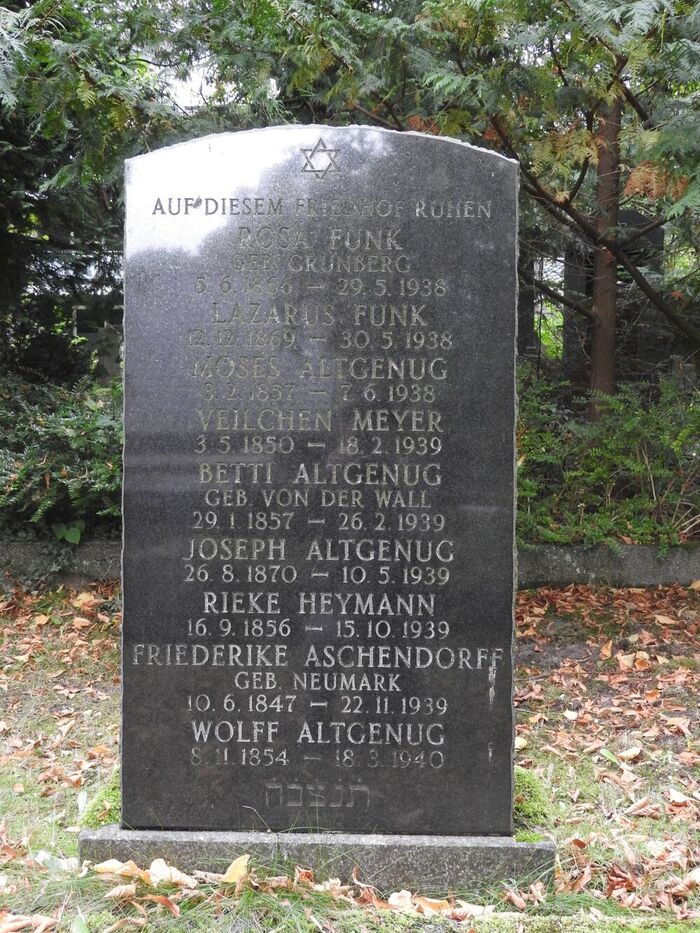 AUF DIESEM FRIEDHOF RUHEN
ROSA FUNK
GEB. GRÜNBERG
5.6.1896 – 29.5.1938
LAZARUS FUNK
12.12.1869 – 30.5.1938
MOSES ALTGENUG
3.2.1857 – 7.6.1938
VEILCHEN MEYER
3.5.1850 – 18.2.1939
BETTI ALTGENUG
GEB. VON DER WALL
29.1.1857 – 26.2.1939
JOSEPH ALTGENUG
26.8.1870 – 10.5.1939
RIEKE HEYMANN
16.9.1856 – 15.10.1939
FRIEDERIKE ASCHENDORFF
GEB. NEUMARK
10.6.1847 – 22.11.1939
WOLFF ALTGENUG
8.11.1854 – 18.3.1940
תנצבה